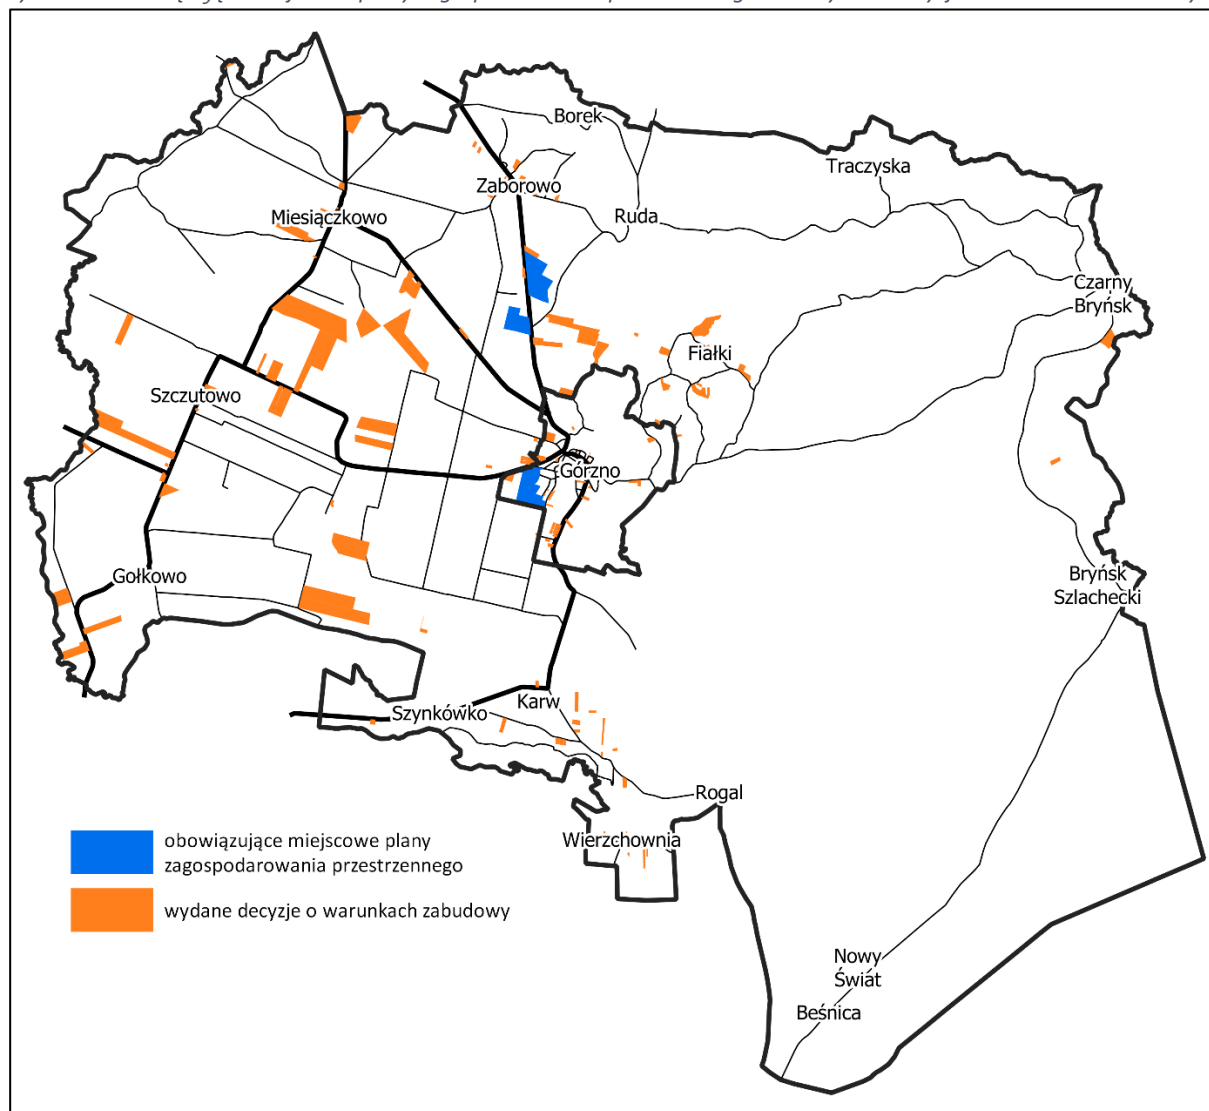 Borek
Traczyska
Zaborowo
Ruda
Miesiączkowo
Czarny
Bryńsk
Fiałki
Szczutowo
Górzno
Gołkowo
Bryńsk
Szlachecki
Karw
Szynkówko
Rogal
Wierzchownia
obowiązujące miejscowe plany
zagospodarowania przestrzennego
wydane decyzje o warunkach zabudowy
Nowy
Świat
Beśnica